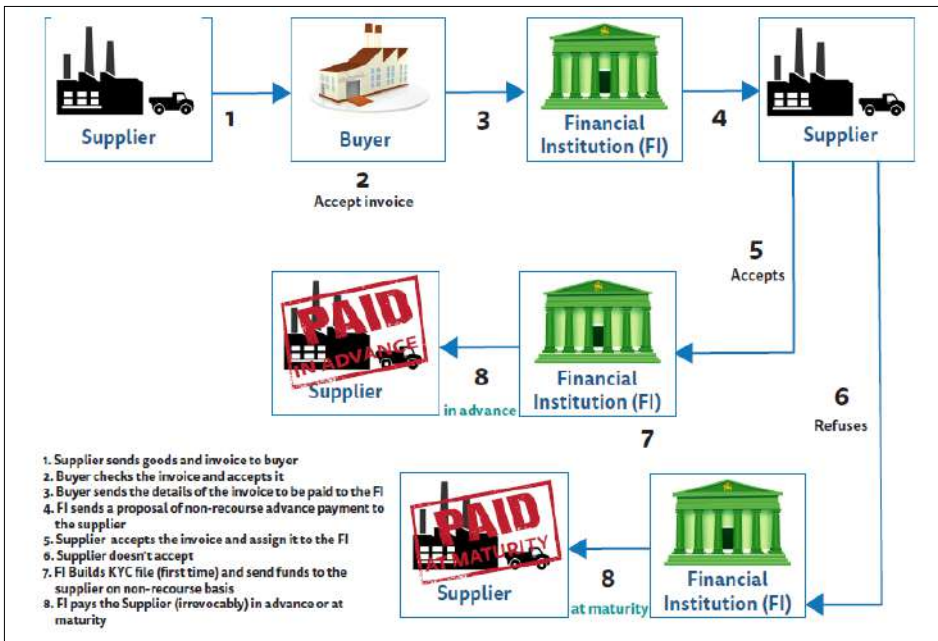 Supplier
1
Buyer
2
Accept invoice
3
Financial
Institution (FI)
4
Supplier
5
Accepts
6
Refuses
PAID
IN ADVANCE
Supplier
8
in advance
Financial
Institution (FI)
7
PAID
AT MATURITY
Supplier
8
at maturity
Financial
Institution (FI)
1. Supplier sends goods and invoice to buyer
2. Buyer checks the invoice and accepts it
3. Buyer sends the details of the invoice to be paid to the FI
4. FI sends a proposal of non-recourse advance payment to
the supplier
5. Supplier accepts the invoice and assign it to the FI
6. Supplier doesn't accept
7. FI Builds KYC file (first time) and send funds to the
supplier on non-recourse basis
8. FI pays the Supplier (irrovocably) in advance or at
maturity